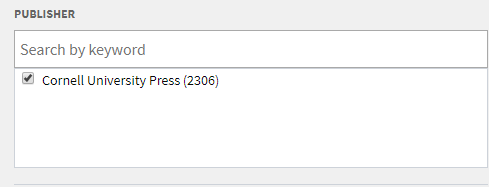 PUBLISHER
Search by keyword
Cornell University Press (2306)